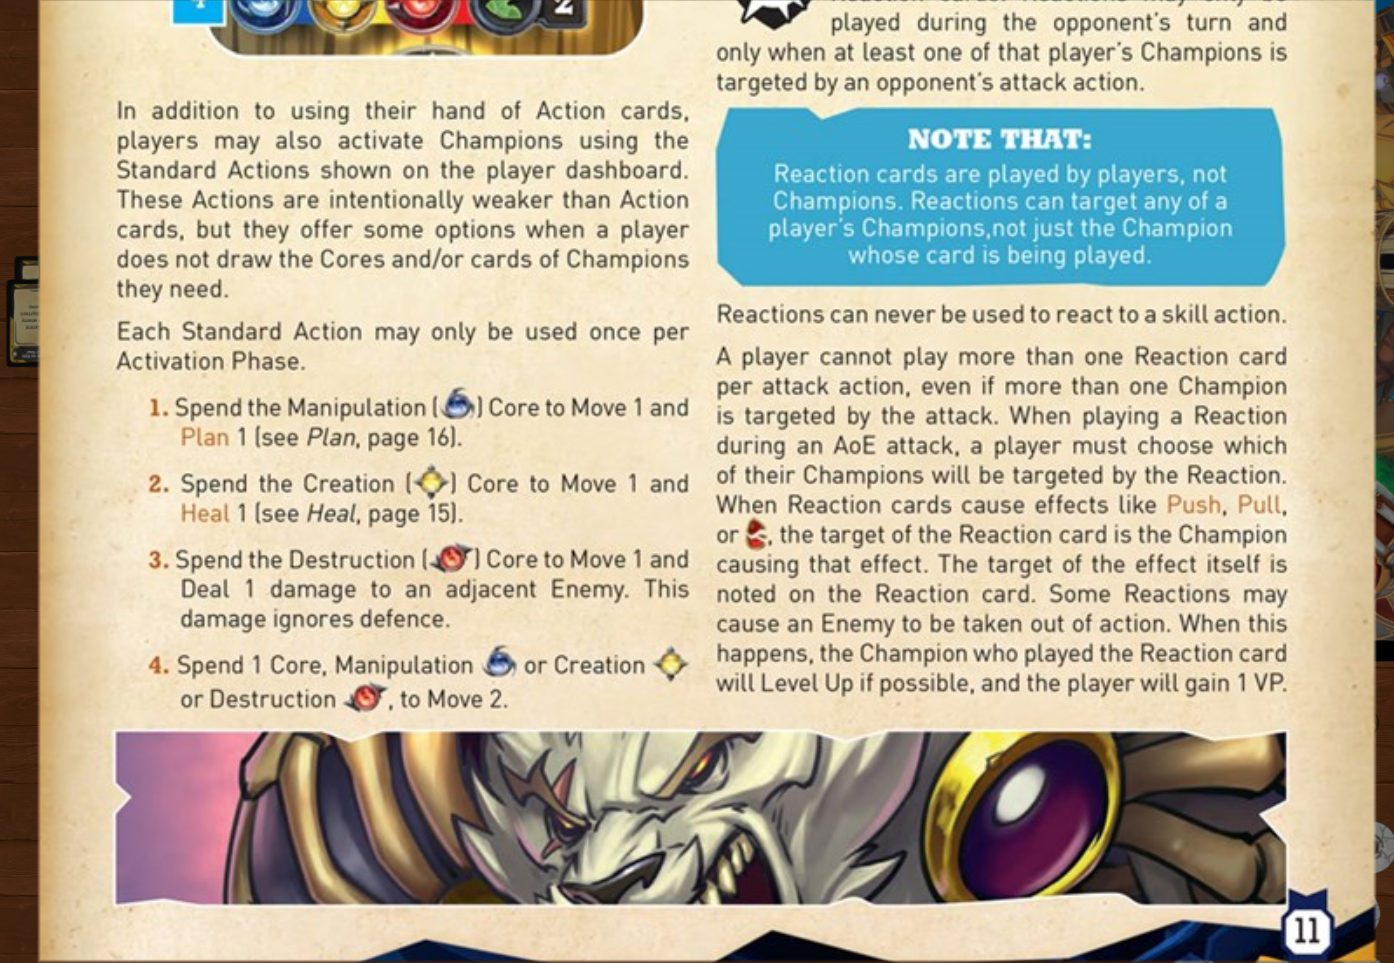 4
2
In addition to using their hand of Action cards,
players may also activate Champions using the
Standard Actions shown on the player dashboard.
These Actions are intentionally weaker than Action
cards, but they offer some options when a player
does not draw the Cores and/or cards of Champions
they need.
Each Standard Action may only be used once per
Activation Phase.
1. Spend the Manipulation ( ) Core to Move 1 and
Plan 1 (see Plan, page 16).
2. Spend the Creation ( ) Core to Move 1 and
Heal 1 (see Heal, page 15).
3. Spend the Destruction ( ) Core to Move 1 and
Deal 1 damage to an adjacent Enemy. This
damage ignores defence.
4. Spend 1 Core, Manipulation or Creation
or Destruction , to Move 2.
played during the opponent's turn and
only when at least one of that player's Champions is
targeted by an opponent's attack action.
NOTE THAT:
Reaction cards are played by players, not
Champions. Reactions can target any of a
player's Champions,not just the Champion
whose card is being played.
Reactions can never be used to react to a skill action.
A player cannot play more than one Reaction card
per attack action, even if more than one Champion
is targeted by the attack. When playing a Reaction
during an AoE attack, a player must choose which
of their Champions will be targeted by the Reaction.
When Reaction cards cause effects like Push, Pull,
or , the target of the Reaction card is the Champion
causing that effect. The target of the effect itself is
noted on the Reaction card. Some Reactions may
cause an Enemy to be taken out of action. When this
happens, the Champion who played the Reaction card
will Level Up if possible, and the player will gain 1 VP.
11